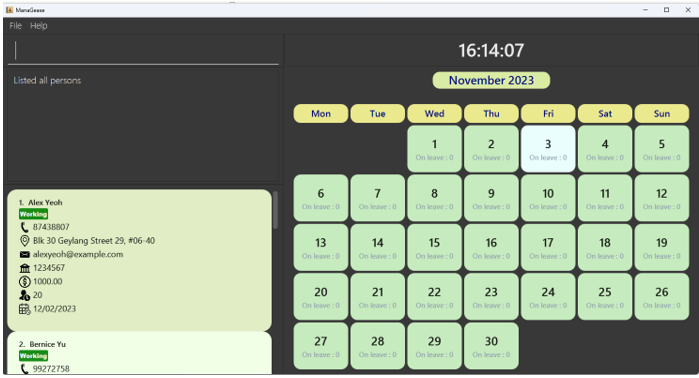 ManaGease
File Help
Listed all persons
1. Alex Yeoh
Working
87438807
Blk 30 Geylang Street 29, #06-40
alexyeoh@example.com
1234567
1000.00
20
12/02/2023
2. Bernice Yu
Working
99272758
16:14:07
November 2023
Mon Tue Wed Thu Fri Sat Sun
1 2 3 4 5
On leave : 0 On leave : 0 On leave : 0 On leave : 0 On leave : 0
6 7 8 9 10 11 12
On leave : 0 On leave : 0 On leave : 0 On leave : 0 On leave : 0 On leave : 0 On leave : 0
13 14 15 16 17 18 19
On leave : 0 On leave : 0 On leave : 0 On leave : 0 On leave : 0 On leave : 0 On leave : 0
20 21 22 23 24 25 26
On leave : 0 On leave : 0 On leave : 0 On leave : 0 On leave : 0 On leave : 0 On leave : 0
27 28 29 30
On leave : 0 On leave : 0 On leave : 0 On leave : 0